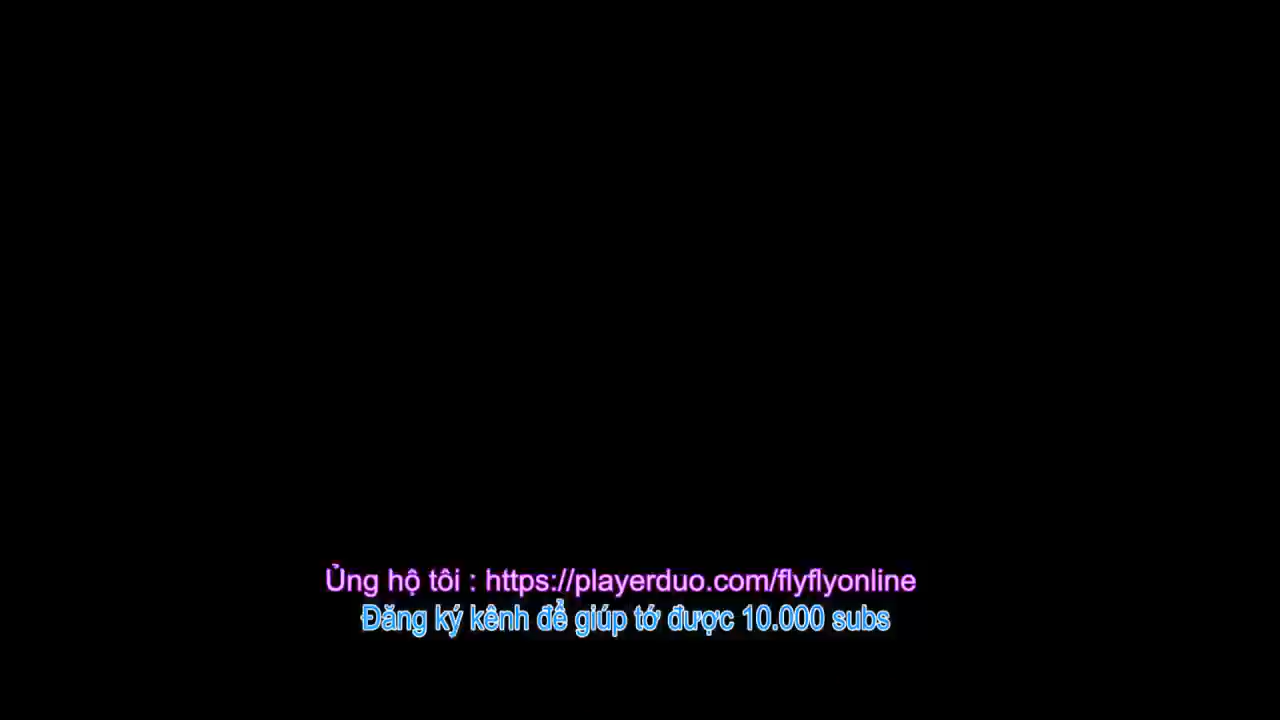 Ủng hộ tôi : https://playerduo.com/flyflyonline
Đăng ký kênh để giúp tớ được 10.000 subs